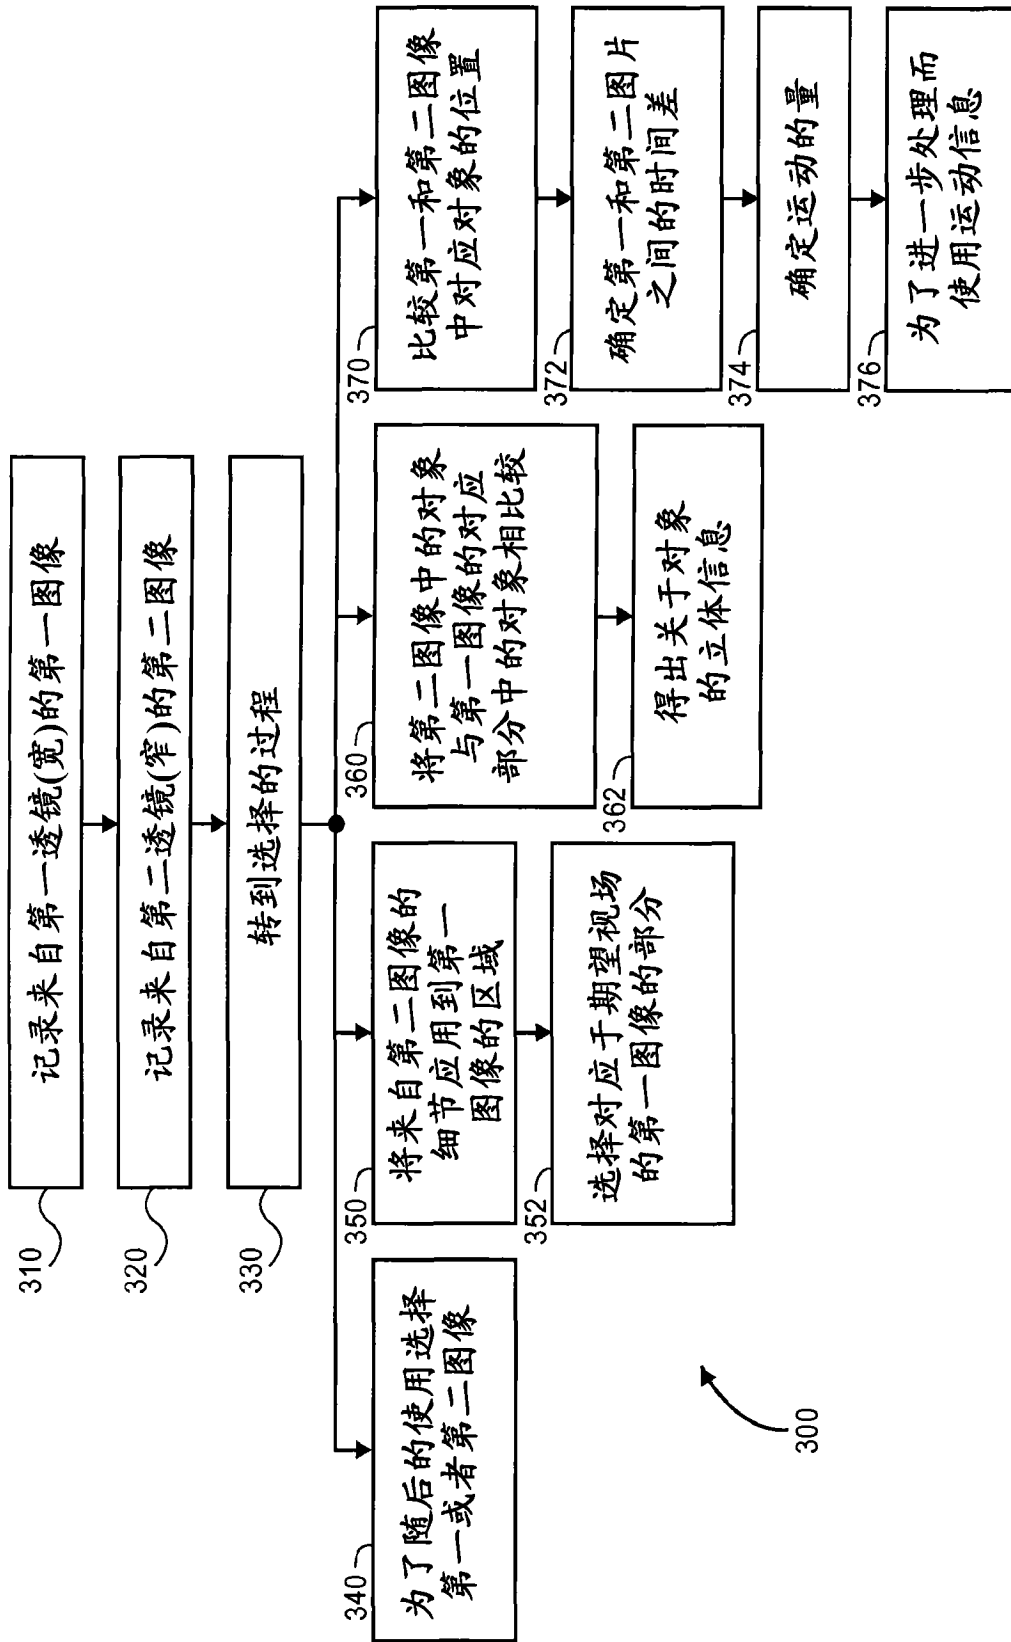 310
记录来自第一透镜(宽)的第一图像
320
记录来自第二透镜(窄)的第二图像
330
转到选择的过程
340
为了随后的使用选择
第一或者第二图像
350
将来自第二图像的
细节应用到第一
图像的区域
352
选择对应于期望视场
的第一图像的部分
360
将第二图像中的对象
与第一图像的对应
部分中的对象相比较
362
得出关于对象
的立体信息
370
比较第一和第二图像
中对应对象的位置
372
确定第一和第二图片
之间的时间差
374
确定运动的量
376
为了进一步处理而
使用运动信息
300